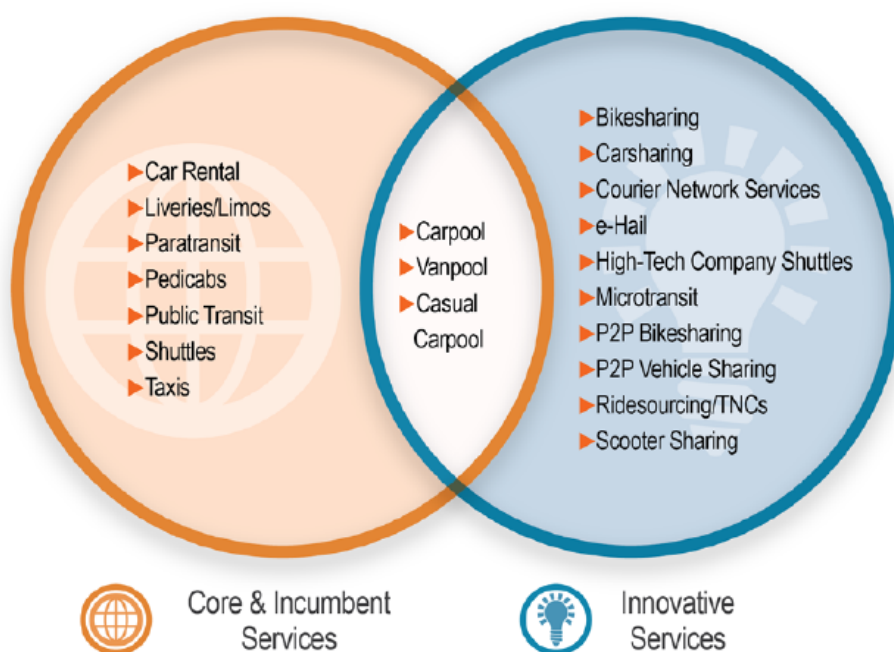 Car Rental
Liveries/Limos
Paratransit
Pedicabs
Public Transit
Shuttles
Taxis
Carpool
Vanpool
Casual
Carpool
Bikesharing
Carsharing
Courier Network Services
e-Hail
High-Tech Company Shuttles
Microtransit
P2P Bikesharing
P2P Vehicle Sharing
Ridesourcing/TNCs
Scooter Sharing
Core & Incumbent
Services
Innovative
Services